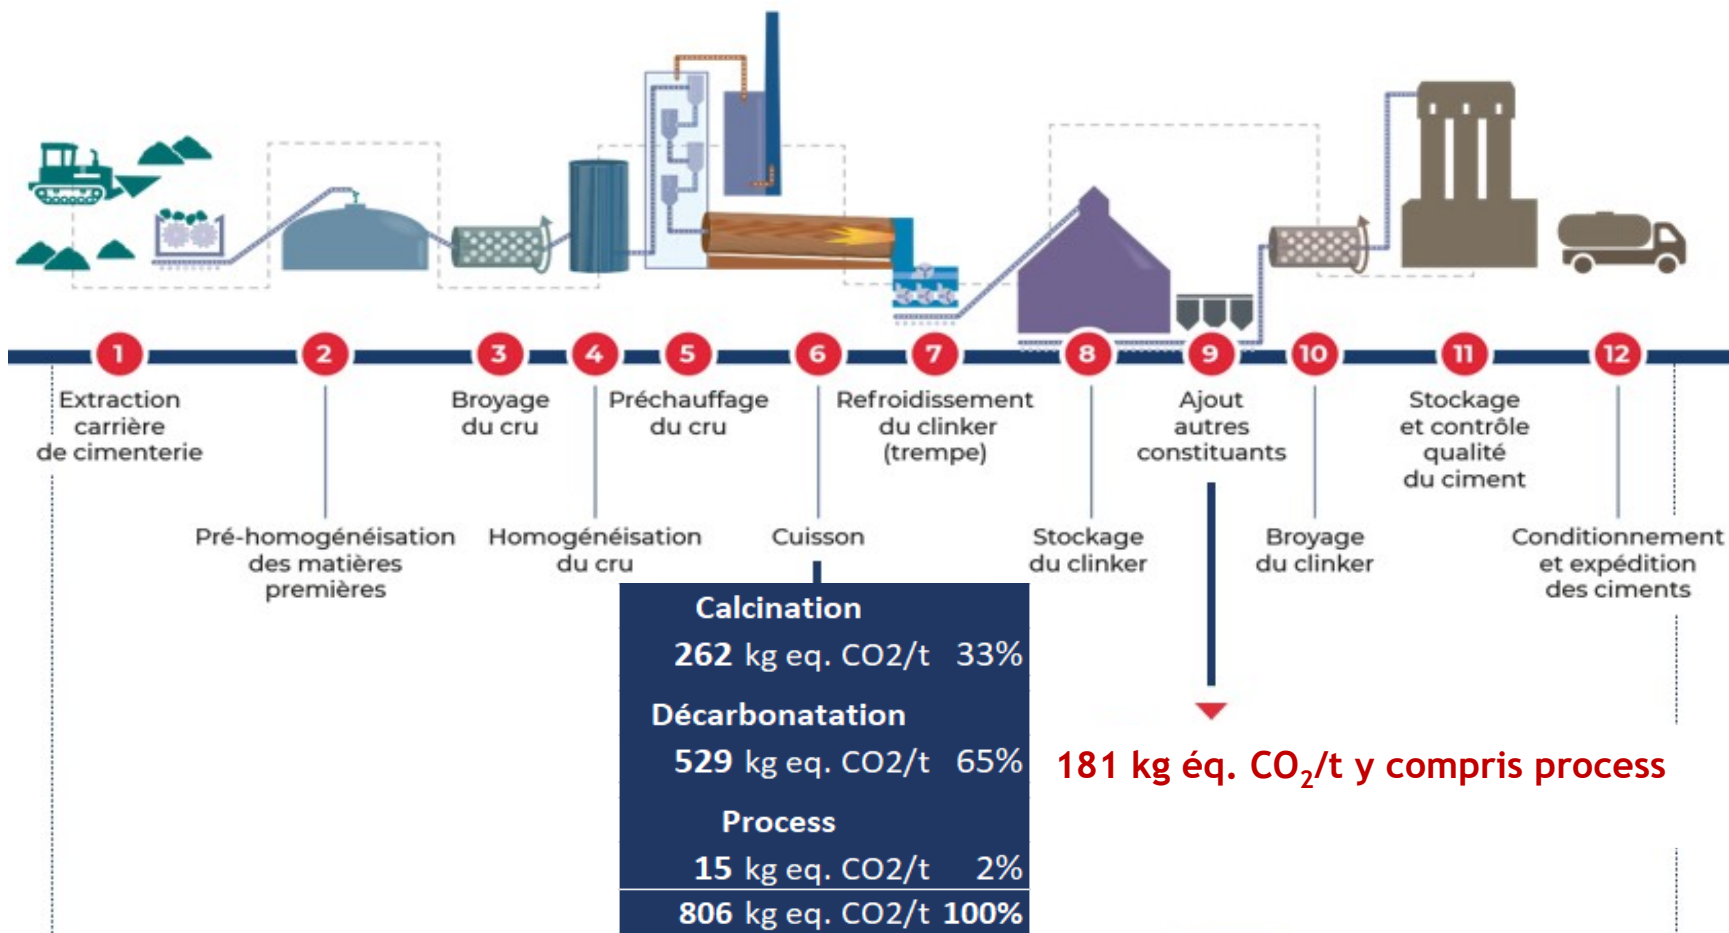 1
2
3
4
5
6
7
8
9
10
11
12
Extraction
carrière
de cimenterie
Pré-homogénéisation
des matières
premières
Broyage
du cru
Homogénéisation
du cru
Préchauffage
du cru
Cuisson
Refroidissement
du clinker
(trempe)
Stockage
du clinker
Ajout
autres
constituants
Broyage
du clinker
Stockage
et contrôle
qualité
du ciment
Conditionnement
et expédition
des ciments
Calcination
262 kg eq. CO2/t 33%
Décarbonatation
529 kg eq. CO2/t 65%
Process
15 kg eq. CO2/t 2%
806 kg eq. CO2/t 100%
181 kg éq. CO₂/t y compris process